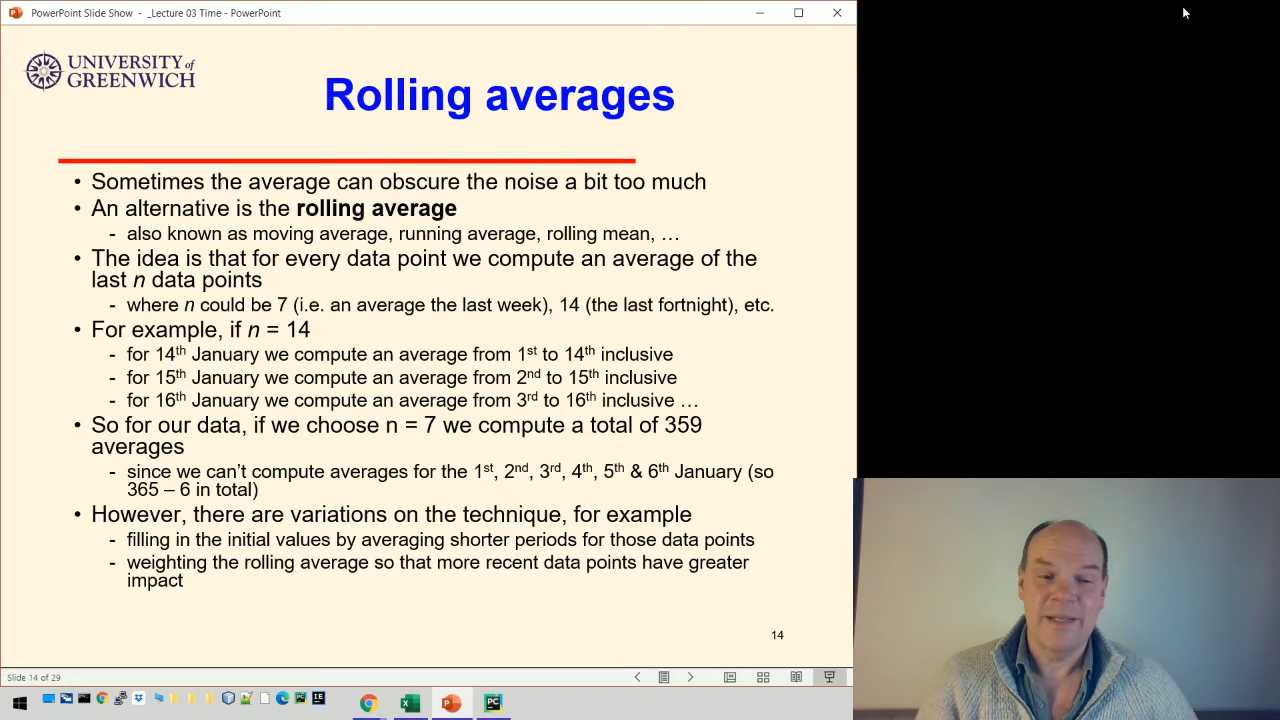 PowerPoint Slide Show - _Lecture 03 Time - PowerPoint
UNIVERSITY of
GREENWICH
Rolling averages
• Sometimes the average can obscure the noise a bit too much
• An alternative is the rolling average
- also known as moving average, running average, rolling mean, …
• The idea is that for every data point we compute an average of the
last n data points
- where n could be 7 (i.e. an average the last week), 14 (the last fortnight), etc.
• For example, if n = 14
- for 14th January we compute an average from 1st to 14th inclusive
- for 15th January we compute an average from 2nd to 15th inclusive
- for 16th January we compute an average from 3rd to 16th inclusive …
• So for our data, if we choose n = 7 we compute a total of 359
averages
- since we can't compute averages for the 1st, 2nd, 3rd, 4th, 5th & 6th January (so
365 – 6 in total)
• However, there are variations on the technique, for example
- filling in the initial values by averaging shorter periods for those data points
- weighting the rolling average so that more recent data points have greater
impact
14
Slide 14 of 29